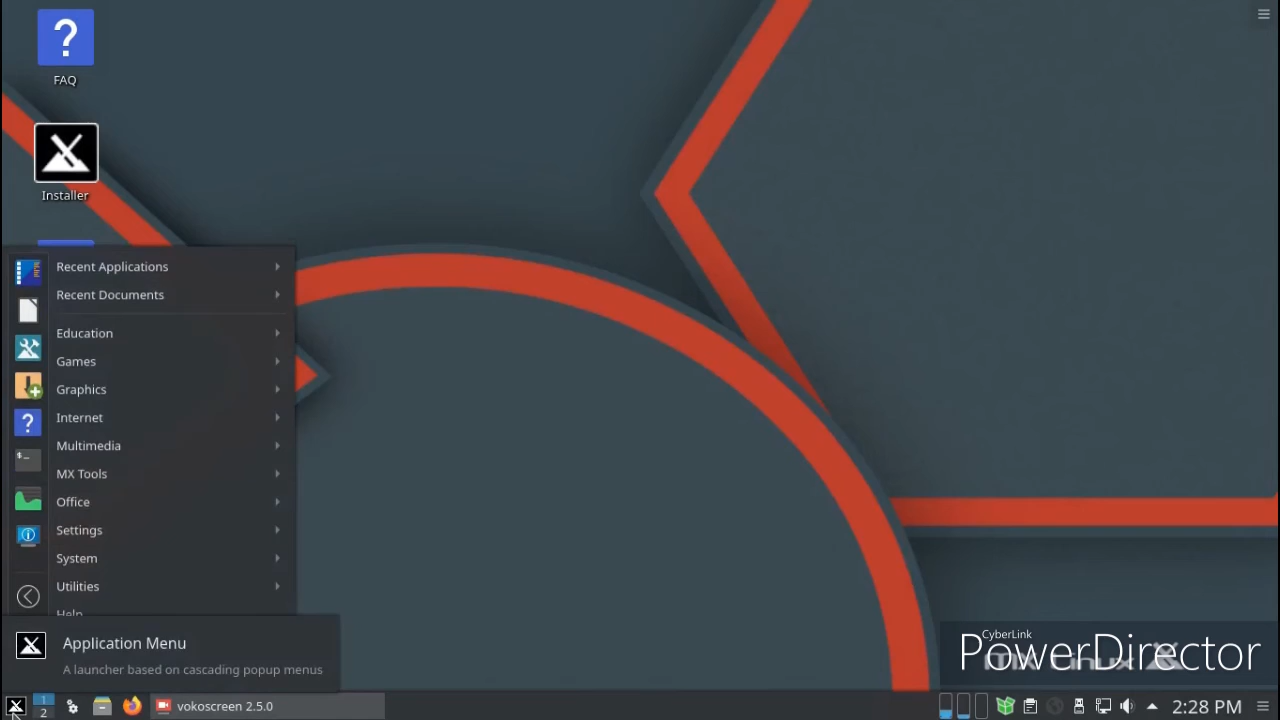 FAQ
Installer
Recent Applications
Recent Documents
Education
Games
Graphics
Internet
Multimedia
MX Tools
Office
Settings
System
Utilities
Help
Application Menu
A launcher based on cascading popup menus
CyberLink
PowerDirector
1
2
vokoscreen 2.5.0
2:28 PM